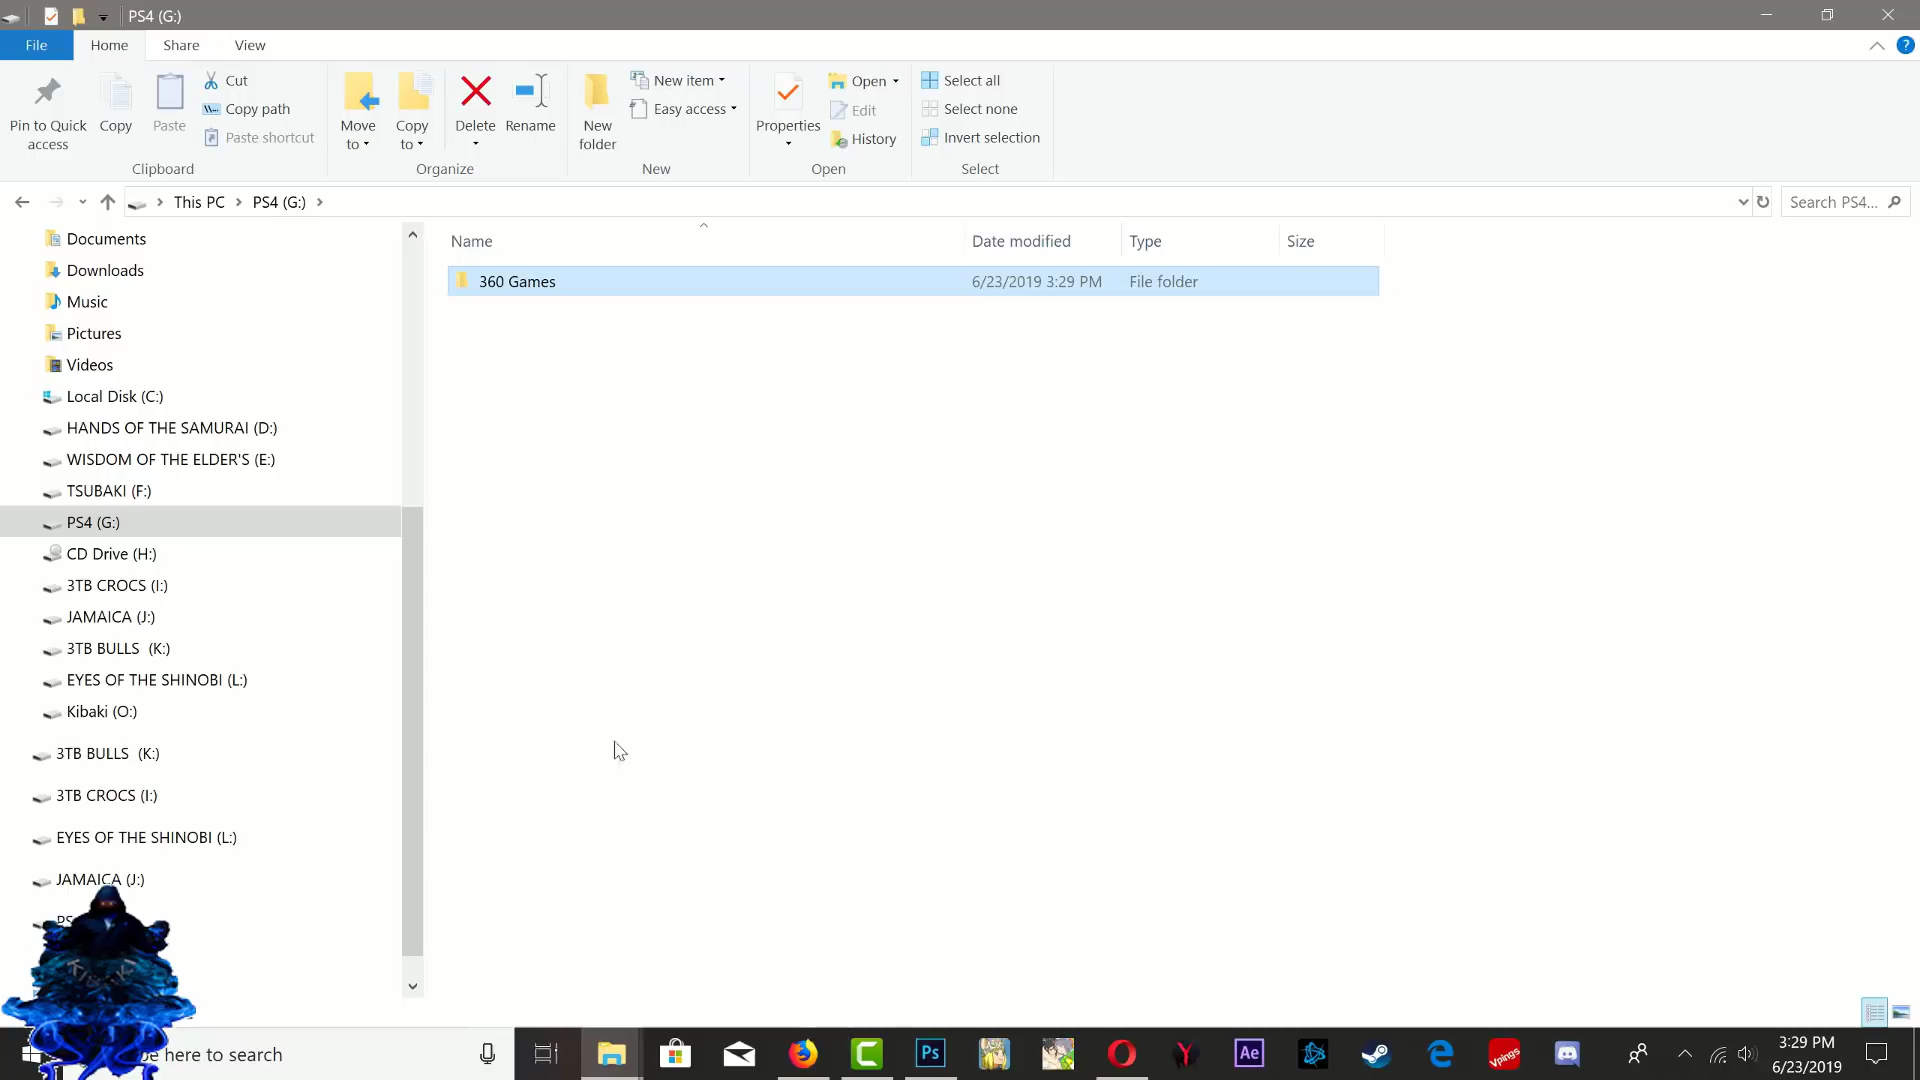 PS4 (G:)
File Home Share View
Pin to Quick access
Copy
Paste
Cut
Copy path
Paste shortcut
Clipboard
Move to
Copy to
Delete
Rename
Organize
New folder
New item
Easy access
New
Properties
Open
Edit
History
Open
Select all
Select none
Invert selection
Select
This PC PS4 (G:)
Search PS4...
Name Date modified Type Size
360 Games 6/23/2019 3:29 PM File folder
Documents
Downloads
Music
Pictures
Videos
Local Disk (C:)
HANDS OF THE SAMURAI (D:)
WISDOM OF THE ELDER'S (E:)
TSUBAKI (F:)
PS4 (G:)
CD Drive (H:)
3TB CROCS (I:)
JAMAICA (J:)
3TB BULLS (K:)
EYES OF THE SHINOBI (L:)
Kibaki (O:)
3TB BULLS (K:)
3TB CROCS (I:)
EYES OF THE SHINOBI (L:)
JAMAICA (J:)
here to search
Ps
Ae
Vpings
3:29 PM
6/23/2019